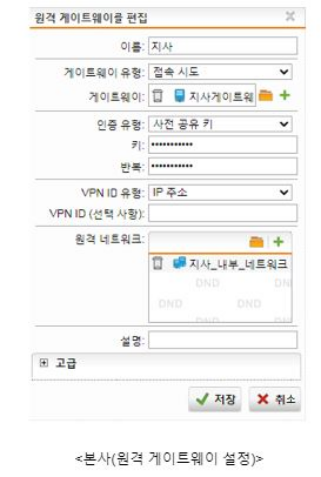 원격 게이트웨이를 편집
이름: 지사
게이트웨이 유형: 접속 시도
게이트웨이: 지사게이트웨
인증 유형: 사전 공유 키
키: •••••••••••
반복: •••••••••••
VPN ID 유형: IP 주소
VPN ID (선택 사항):
원격 네트워크:
지사_내부_네트워크
DND DN
DND DND
설명:
고급
저장 취소
<본사(원격 게이트웨이 설정)>